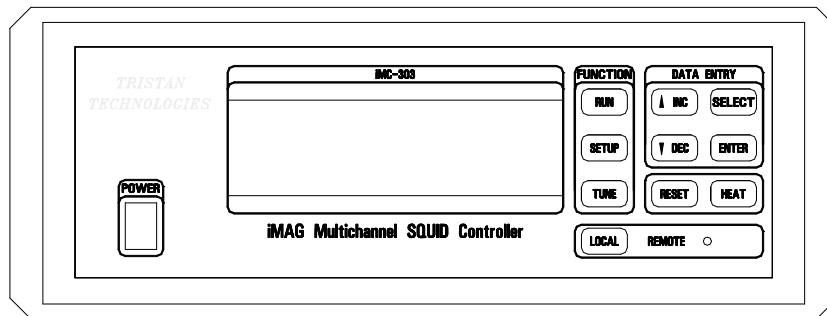 TRISTAN
TECHNOLOGIES
iMC-303
FUNCTION
DATA ENTRY
RUN
INC
SELECT
SETUP
DEC
ENTER
POWER
TUNE
RESET
HEAT
iMAG Multichannel SQUID Controller
LOCAL
REMOTE